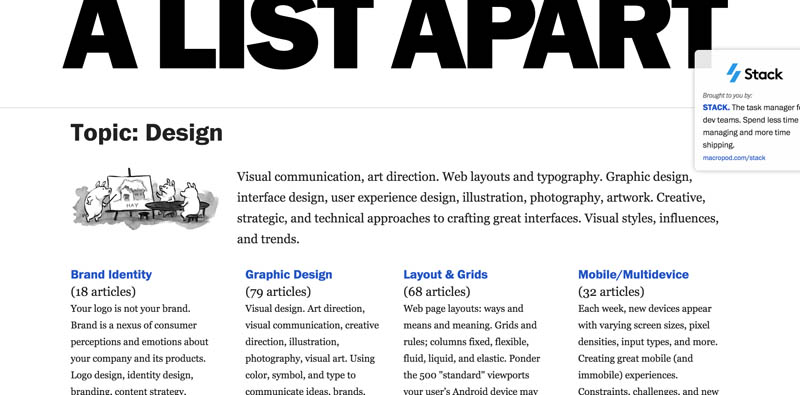 A LIST APART
Stack
Brought to you by:
STACK. The task manager f
dev teams. Spend less time
managing and more time
shipping.
macropod.com/stack
Topic: Design
HAY
Visual communication, art direction. Web layouts and typography. Graphic design,
interface design, user experience design, illustration, photography, artwork. Creative,
strategic, and technical approaches to crafting great interfaces. Visual styles, influences,
and trends.
Brand Identity
(18 articles)
Your logo is not your brand.
Brand is a nexus of consumer
perceptions and emotions about
your company and its products.
Logo design, identity design,
branding, content strategy,
Graphic Design
(79 articles)
Visual design. Art direction,
visual communication, creative
direction, illustration,
photography, visual art. Using
color, symbol, and type to
communicate ideas, brands,
Layout & Grids
(68 articles)
Web page layouts: ways and
means and meaning. Grids and
rules; columns fixed, flexible,
fluid, liquid, and elastic. Ponder
the 500 "standard" viewports
your user's Android device may
Mobile/Multidevice
(32 articles)
Each week, new devices appear
with varying screen sizes, pixel
densities, input types, and more.
Creating great mobile (and
immobile) experiences.
Constraints, challenges, and new